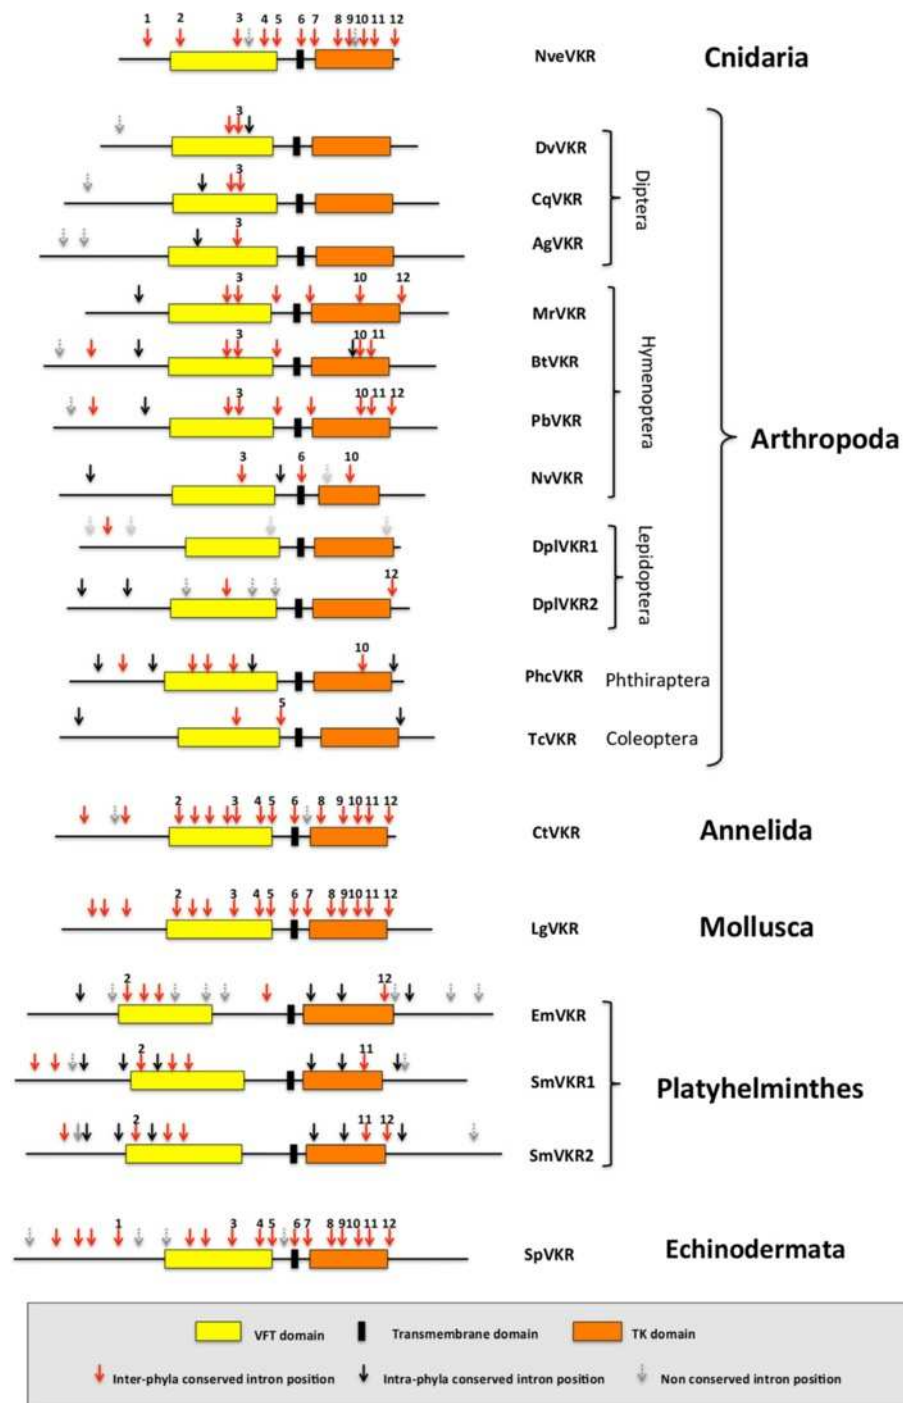 1 2 3 4 5 6 7 8 9 10 11 12
NveVKR Cnidaria
3
DvVKR
3
CqVKR
Diptera
3
AgVKR
3 10 12
MrVKR
3 10 11
BtVKR
Hymenoptera
3 10 11 12
PbVKR
Arthropoda
3 6 10
NvVKR
DplVKR1
Lepidoptera
12
DplVKR2
10
PhcVKR Phthiraptera
5
TcVKR Coleoptera
2 3 4 5 6 8 9 10 11 12
CtVKR Annelida
2 3 4 5 6 7 8 9 10 11 12
LgVKR Mollusca
2 12
EmVKR
2 11
SmVKR1 Platyhelminthes
2 11 12
SmVKR2
1 3 4 5 6 7 8 9 10 11 12
SpVKR Echinodermata
VFT domain Transmembrane domain TK domain
Inter-phyla conserved intron position Intra-phyla conserved intron position Non conserved intron position